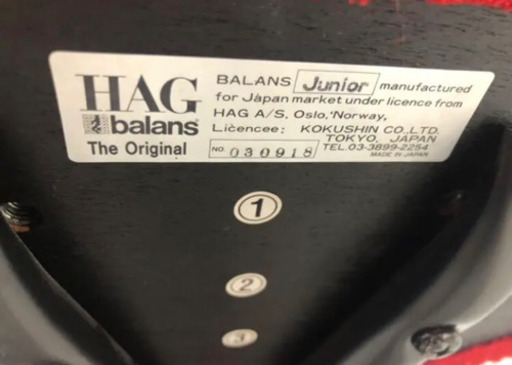 HAG
balans
The Original
BALANS Junior manufactured
for Japan market under licence from
HAG A/S. Oslo, Norway,
Licencee: KOKUSHIN CO.,LTD.
TOKYO, JAPAN
NO. 030918 TEL.03-3899-2254
MADE IN JAPAN
1
2
3